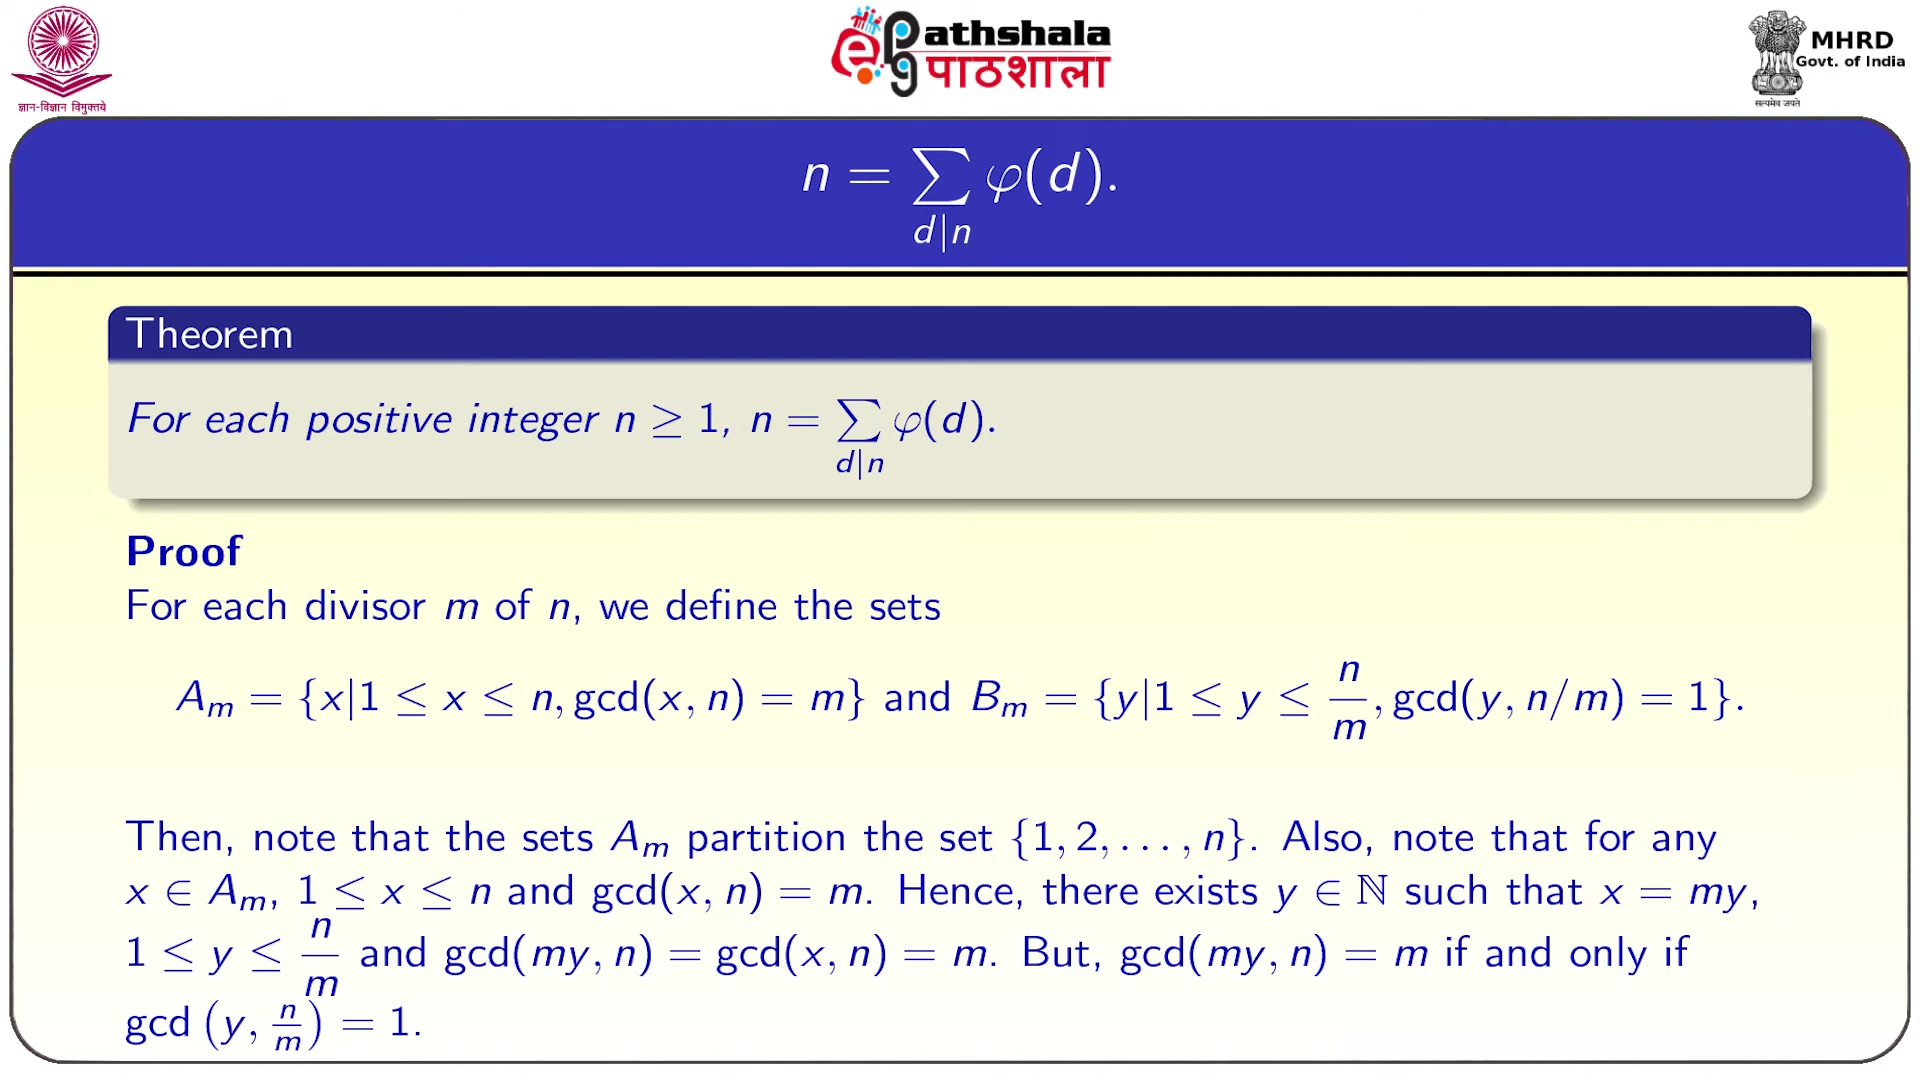 ज्ञान-विज्ञान विमुक्तये
ePathshala
पाठशाला
MHRD
Govt. of India
सत्यमेव जयते
n = ∑_{d|n} φ(d).
Theorem
For each positive integer n ≥ 1, n = ∑_{d|n} φ(d).
Proof
For each divisor m of n, we define the sets
A_m = {x|1 ≤ x ≤ n, gcd(x, n) = m} and B_m = {y|1 ≤ y ≤ n/m, gcd(y, n/m) = 1}.
Then, note that the sets A_m partition the set {1, 2, . . . , n}. Also, note that for any
x ∈ A_m, 1 ≤ x ≤ n and gcd(x, n) = m. Hence, there exists y ∈ ℕ such that x = my,
1 ≤ y ≤ n/m and gcd(my, n) = gcd(x, n) = m. But, gcd(my, n) = m if and only if
gcd (y, n/m) = 1.